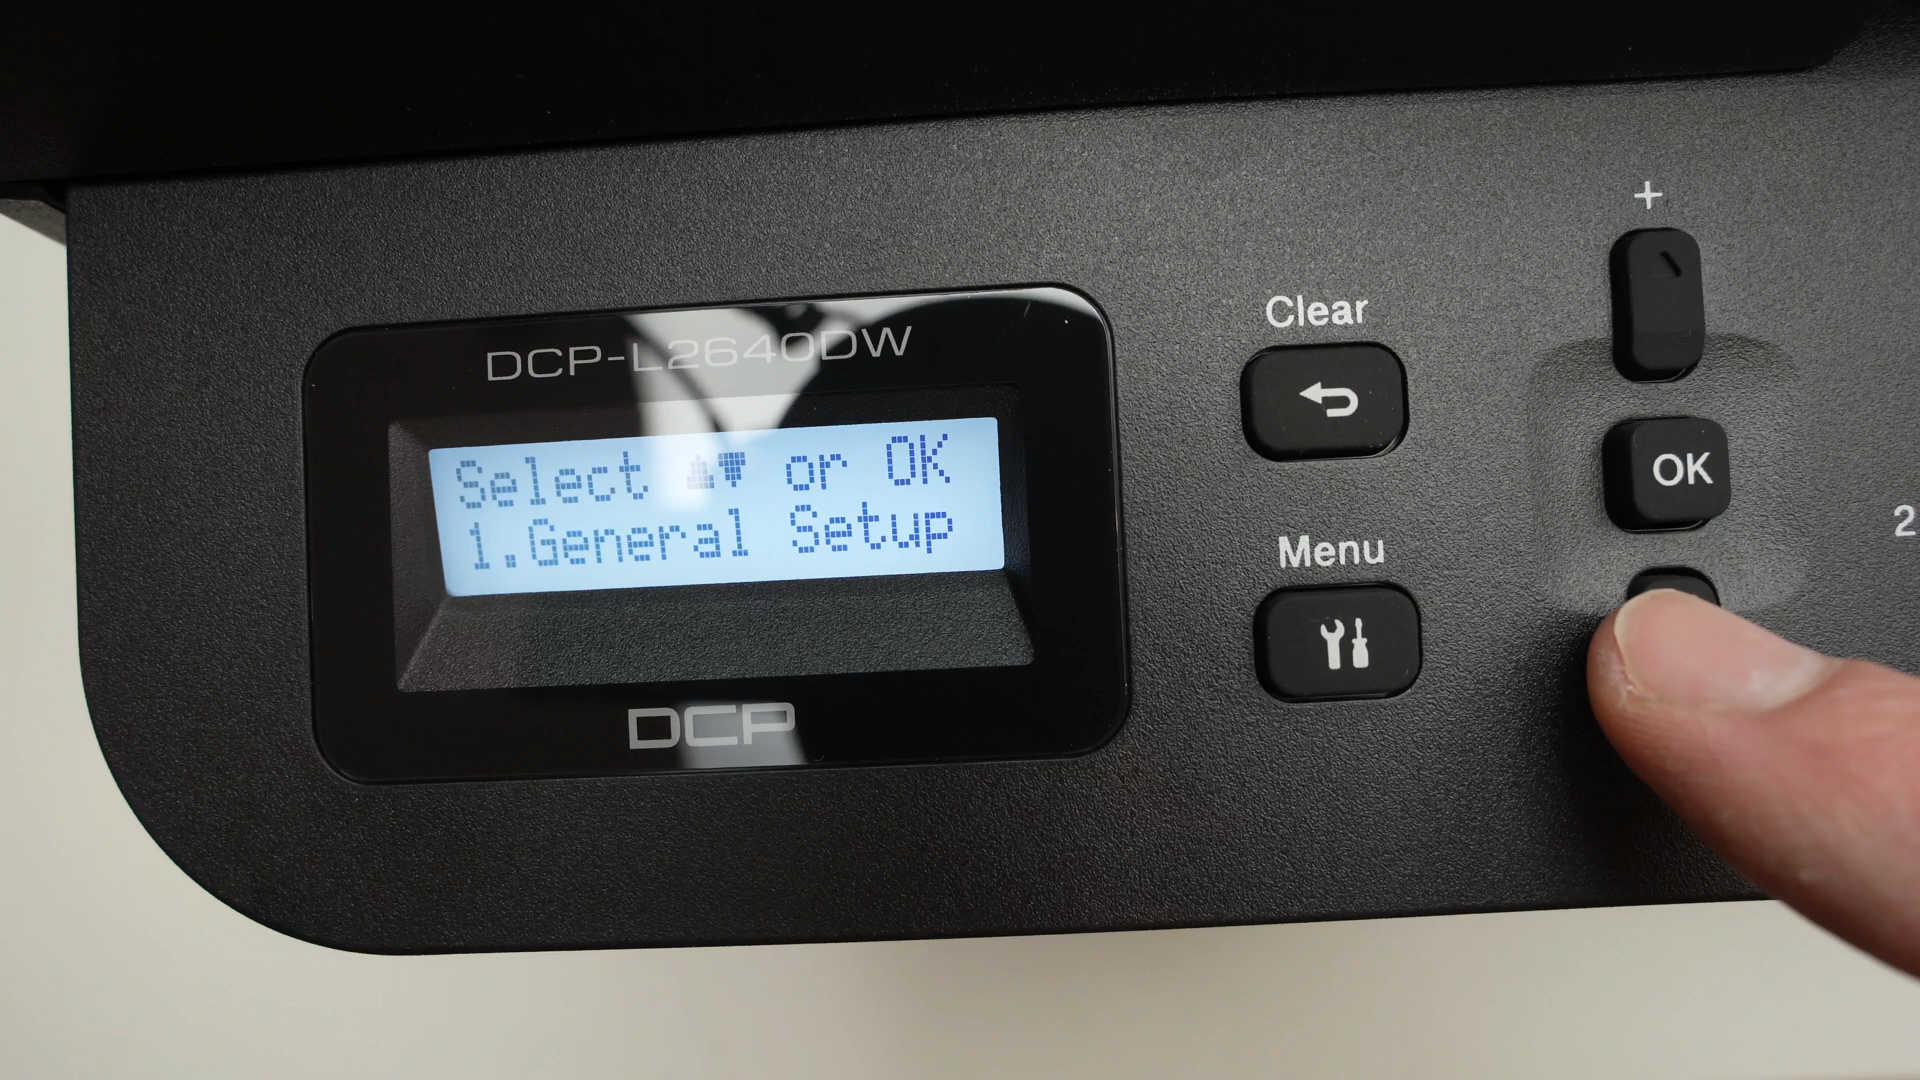 DCP-L2640DW
Select ▲▼ or OK
1.General Setup
DCP
Clear
Menu
+
OK
2